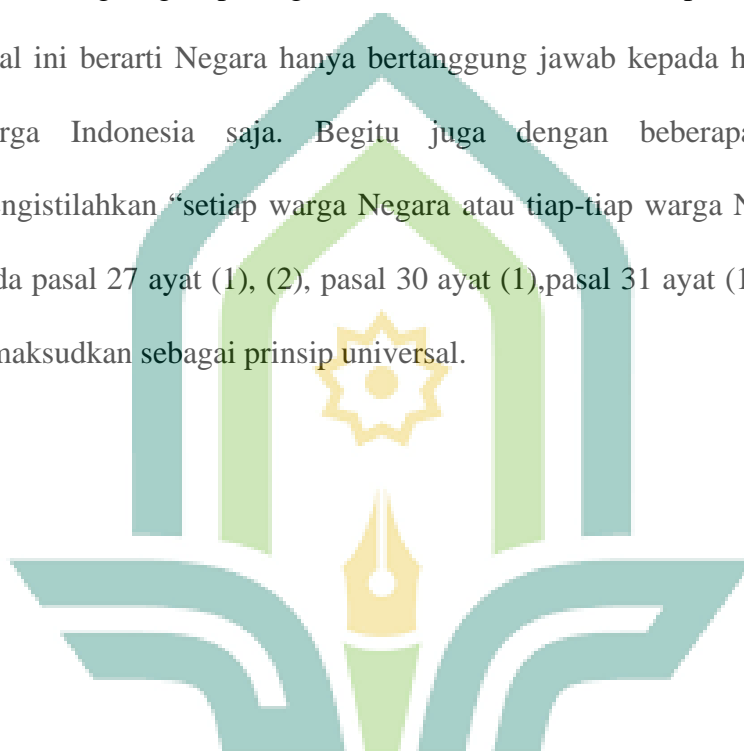 al ini berarti Negara hanya bertanggung jawab kepada h
rga Indonesia saja. Begitu juga dengan beberapa
engistilahkan “setiap warga Negara atau tiap-tiap warga N
da pasal 27 ayat (1), (2), pasal 30 ayat (1),pasal 31 ayat (1
maksudkan sebagai prinsip universal.